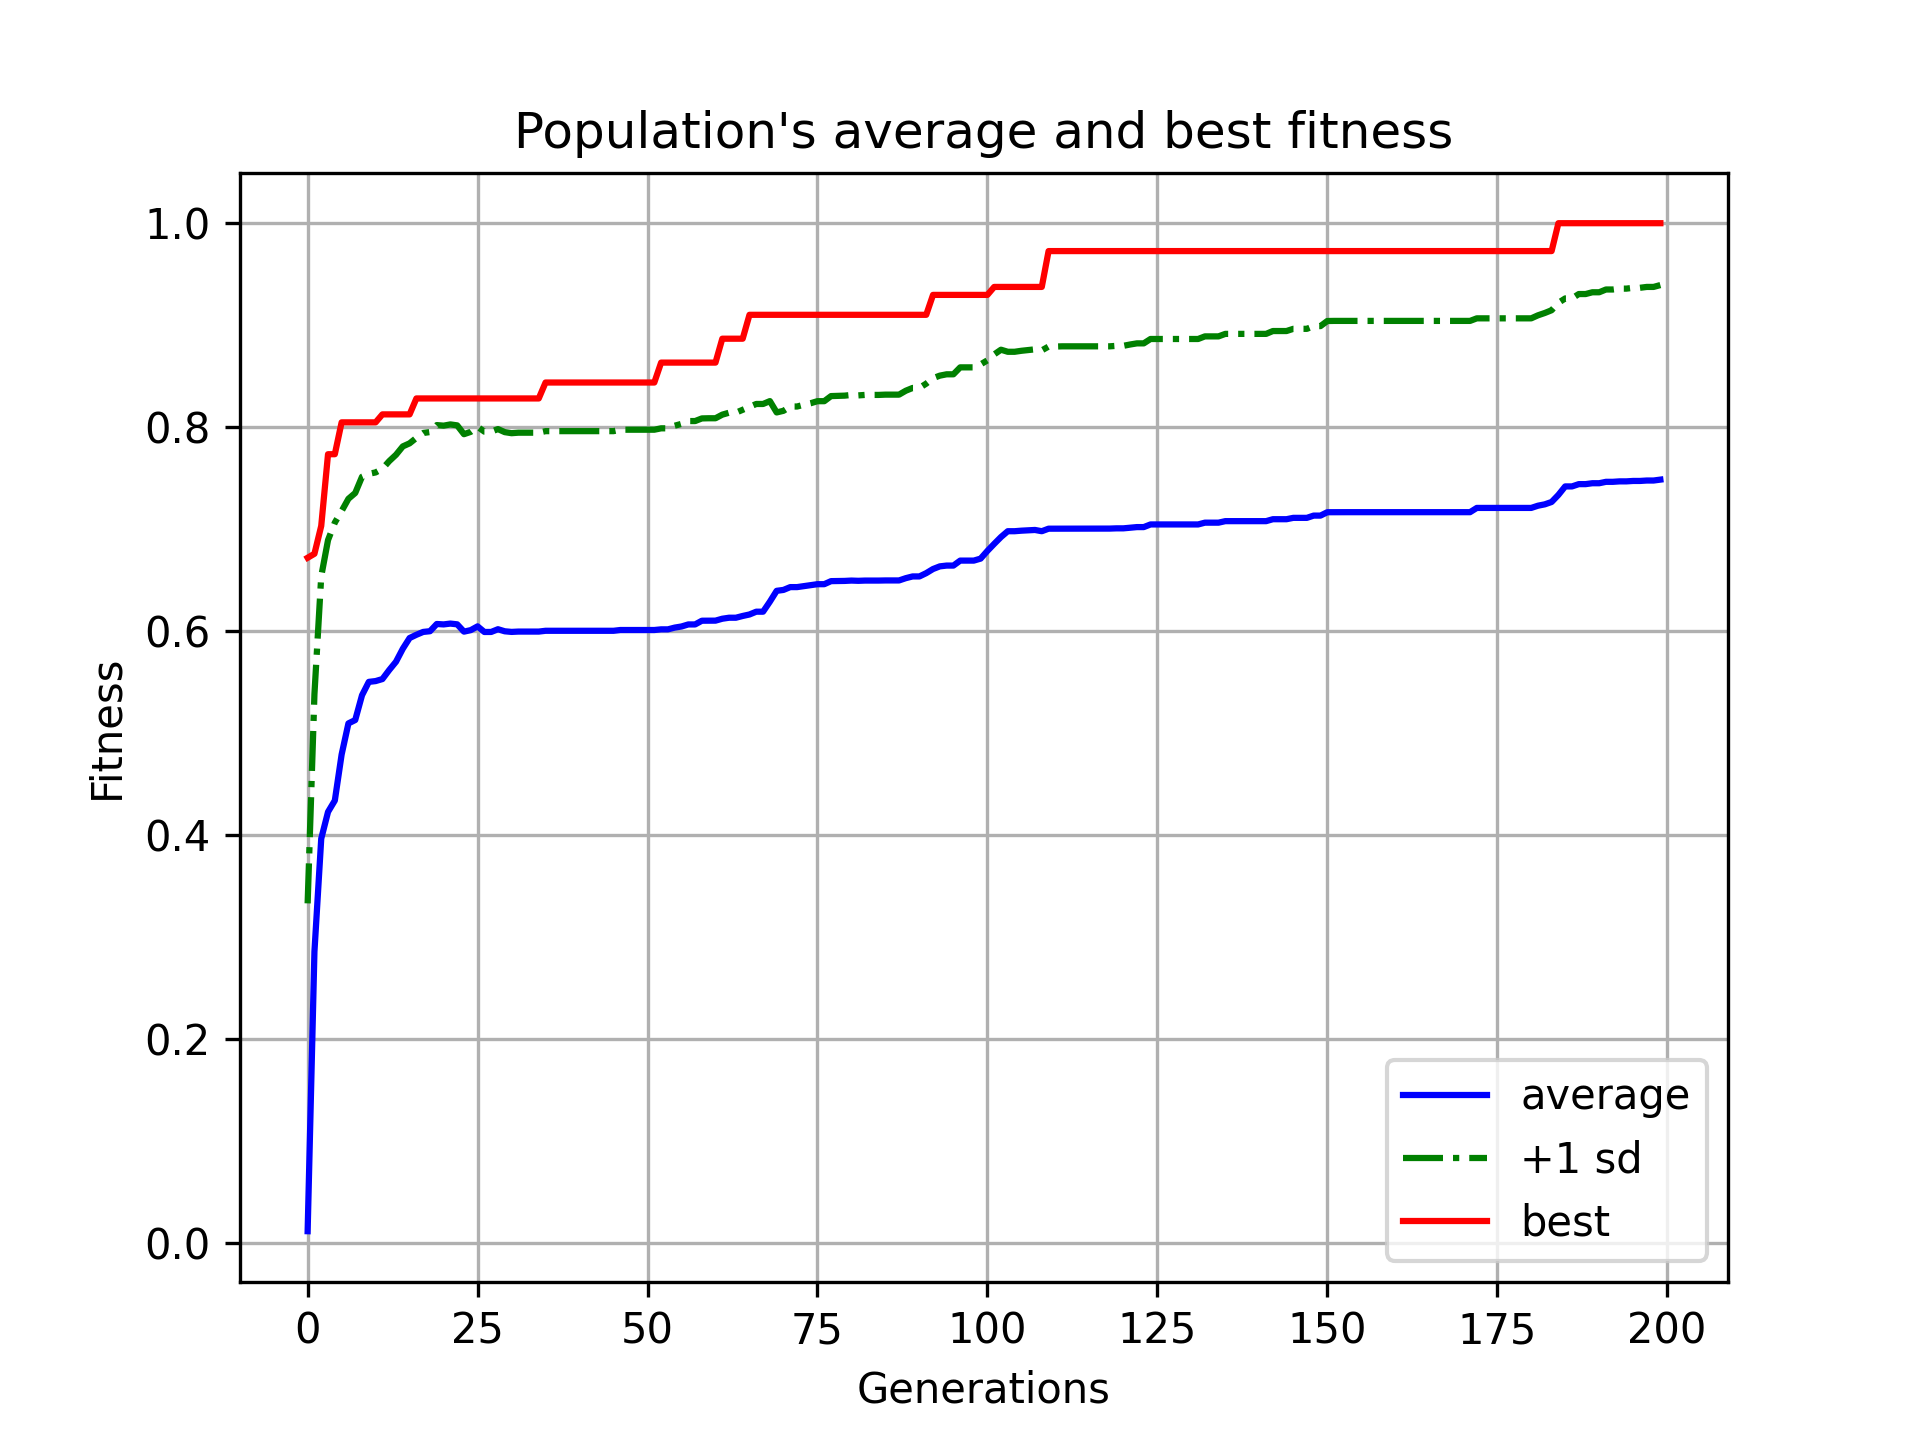 Population's average and best fitness
1.0
0.8
0.6
0.4
0.2
0.0
Fitness
average
+1 sd
best
0 25 50 75 100 125 150 175 200
Generations